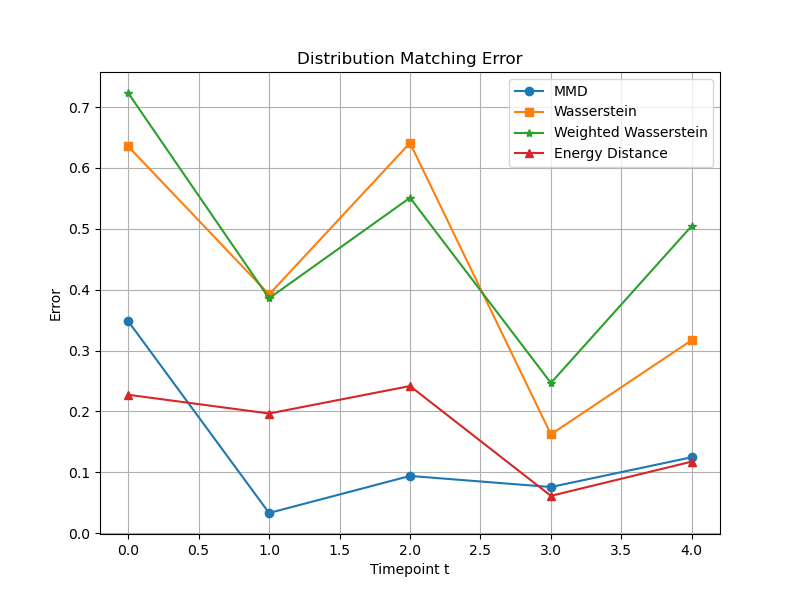 Distribution Matching Error
MMD
Wasserstein
Weighted Wasserstein
Energy Distance
Error
0.7
0.6
0.5
0.4
0.3
0.2
0.1
0.0
0.0 0.5 1.0 1.5 2.0 2.5 3.0 3.5 4.0
Timepoint t